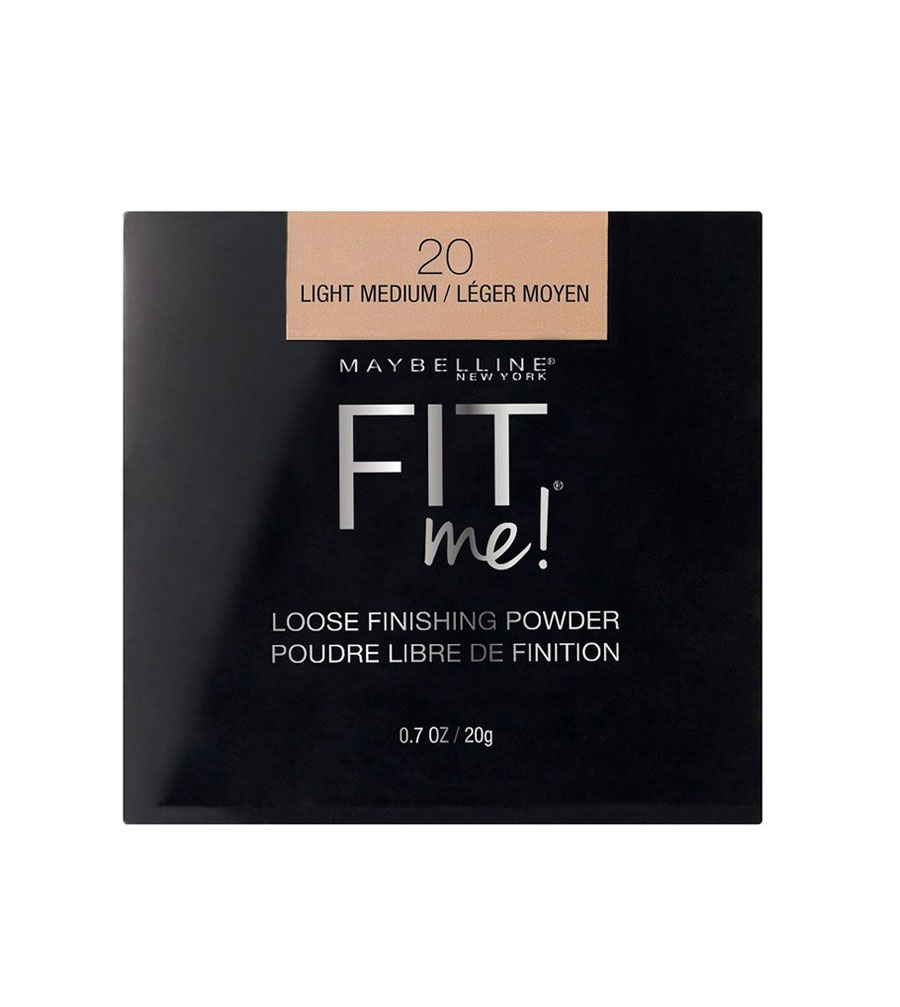 20
LIGHT MEDIUM / LÉGER MOYEN
MAYBELLINE®
NEW YORK
FIT
me!®
LOOSE FINISHING POWDER
POUDRE LIBRE DE FINITION
0.7 OZ / 20g